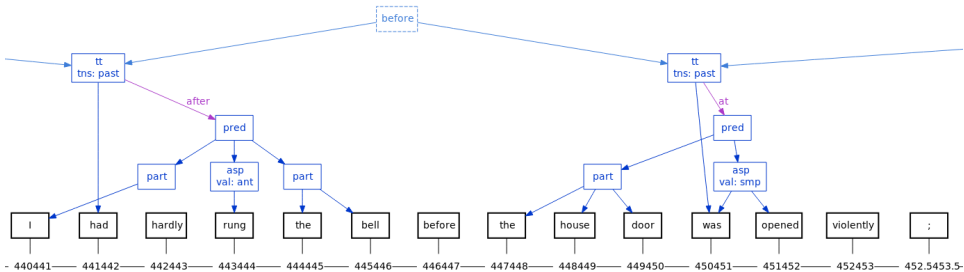 before
tt
tns: past
tt
tns: past
after
at
pred
pred
part
asp
val: ant
part
part
asp
val: smp
I had hardly rung the bell before the house door was opened violently ;
440441 441442 442443 443444 444445 445446 446447 447448 448449 449450 450451 451452 452453 452.5453.5